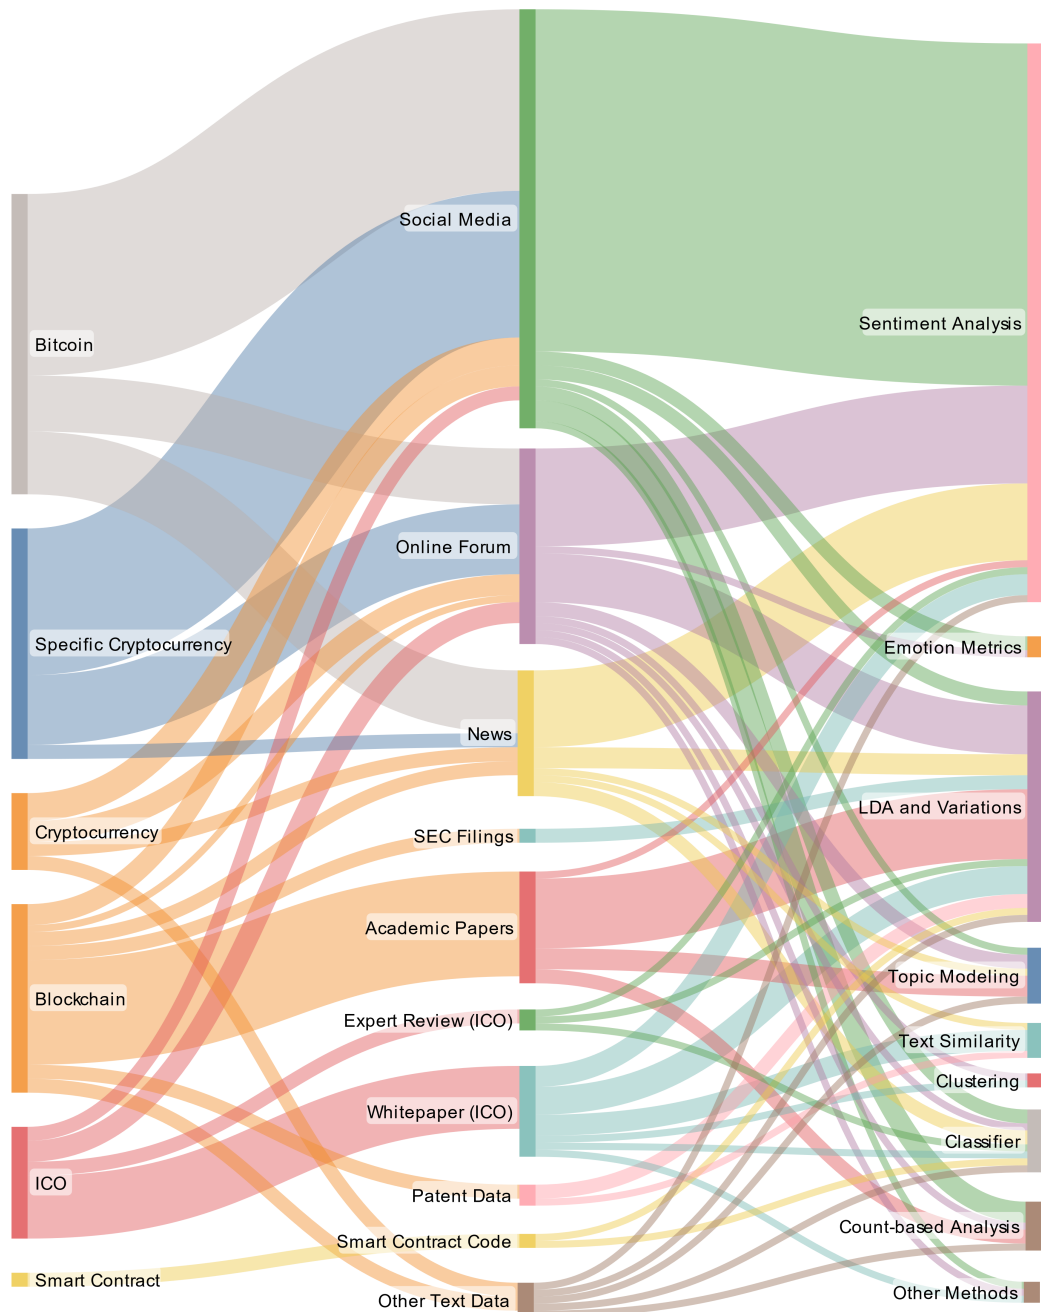 Social Media
Sentiment Analysis
Bitcoin
Online Forum
Specific Cryptocurrency
Emotion Metrics
News
LDA and Variations
Cryptocurrency
SEC Filings
Academic Papers
Topic Modeling
Blockchain
Expert Review (ICO)
Text Similarity
Clustering
Whitepaper (ICO)
Classifier
ICO
Patent Data
Count-based Analysis
Smart Contract Code
Smart Contract
Other Methods
Other Text Data